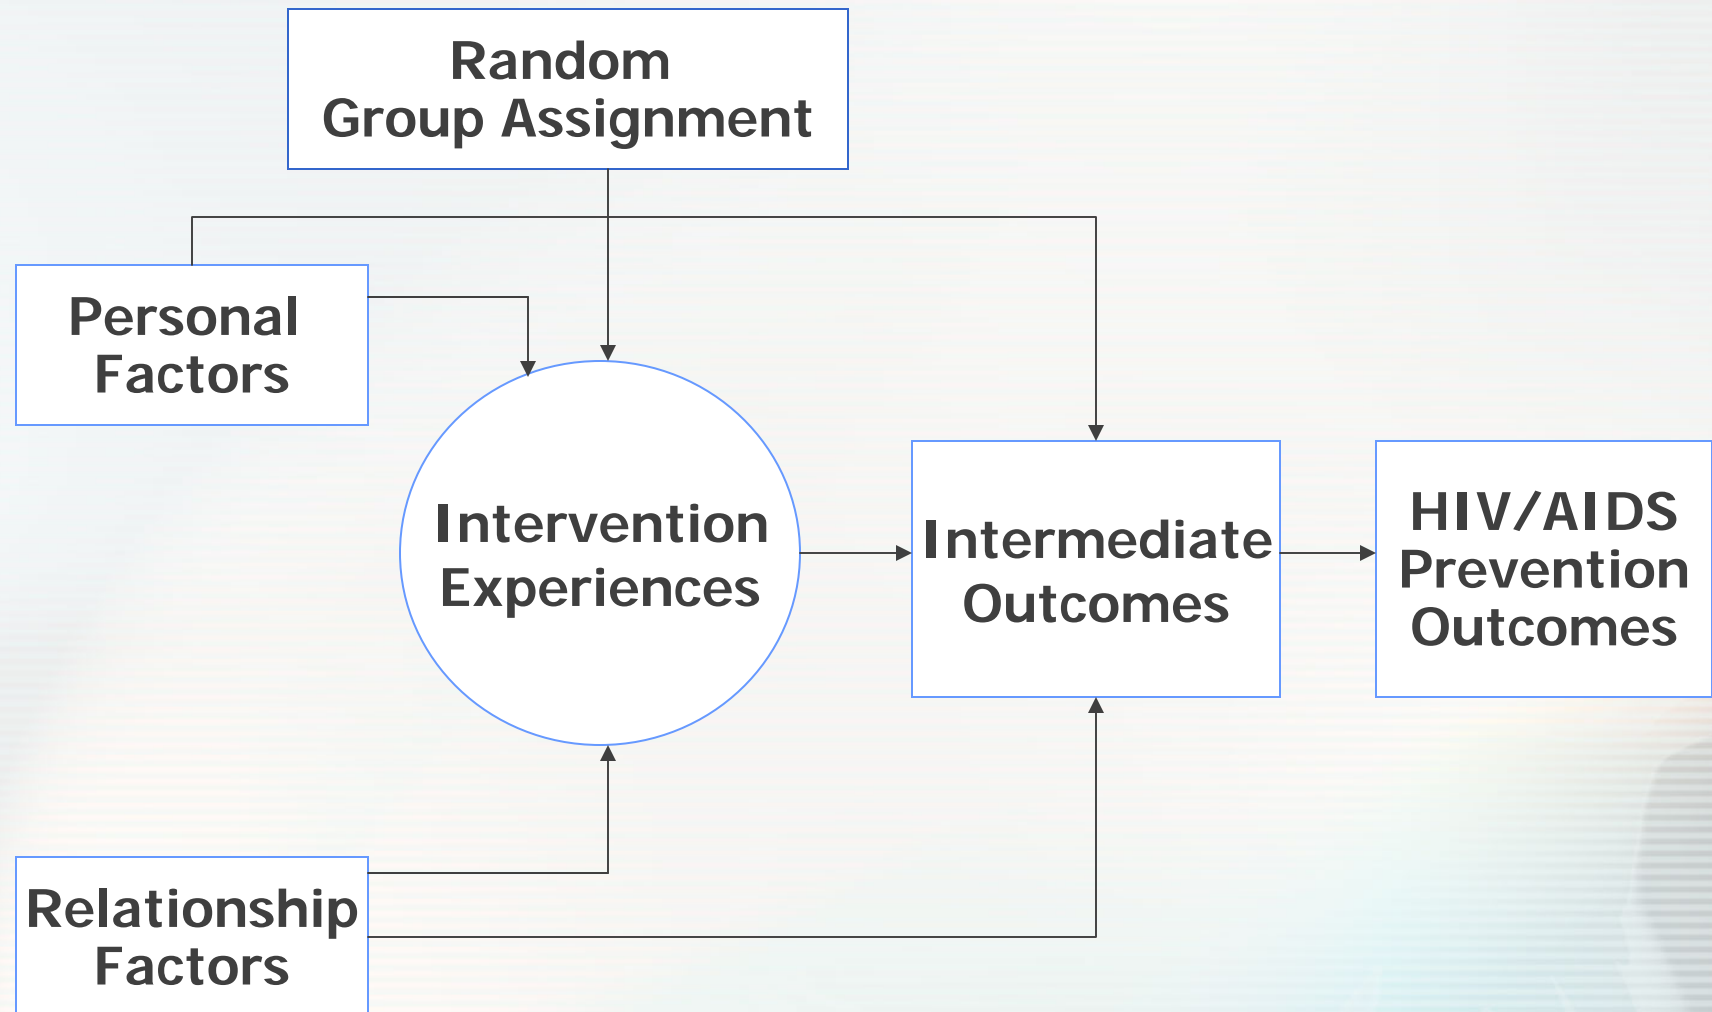 Random
Group Assignment
Personal
Factors
Intervention
Experiences
Intermediate
Outcomes
HIV/AIDS
Prevention
Outcomes
Relationship
Factors